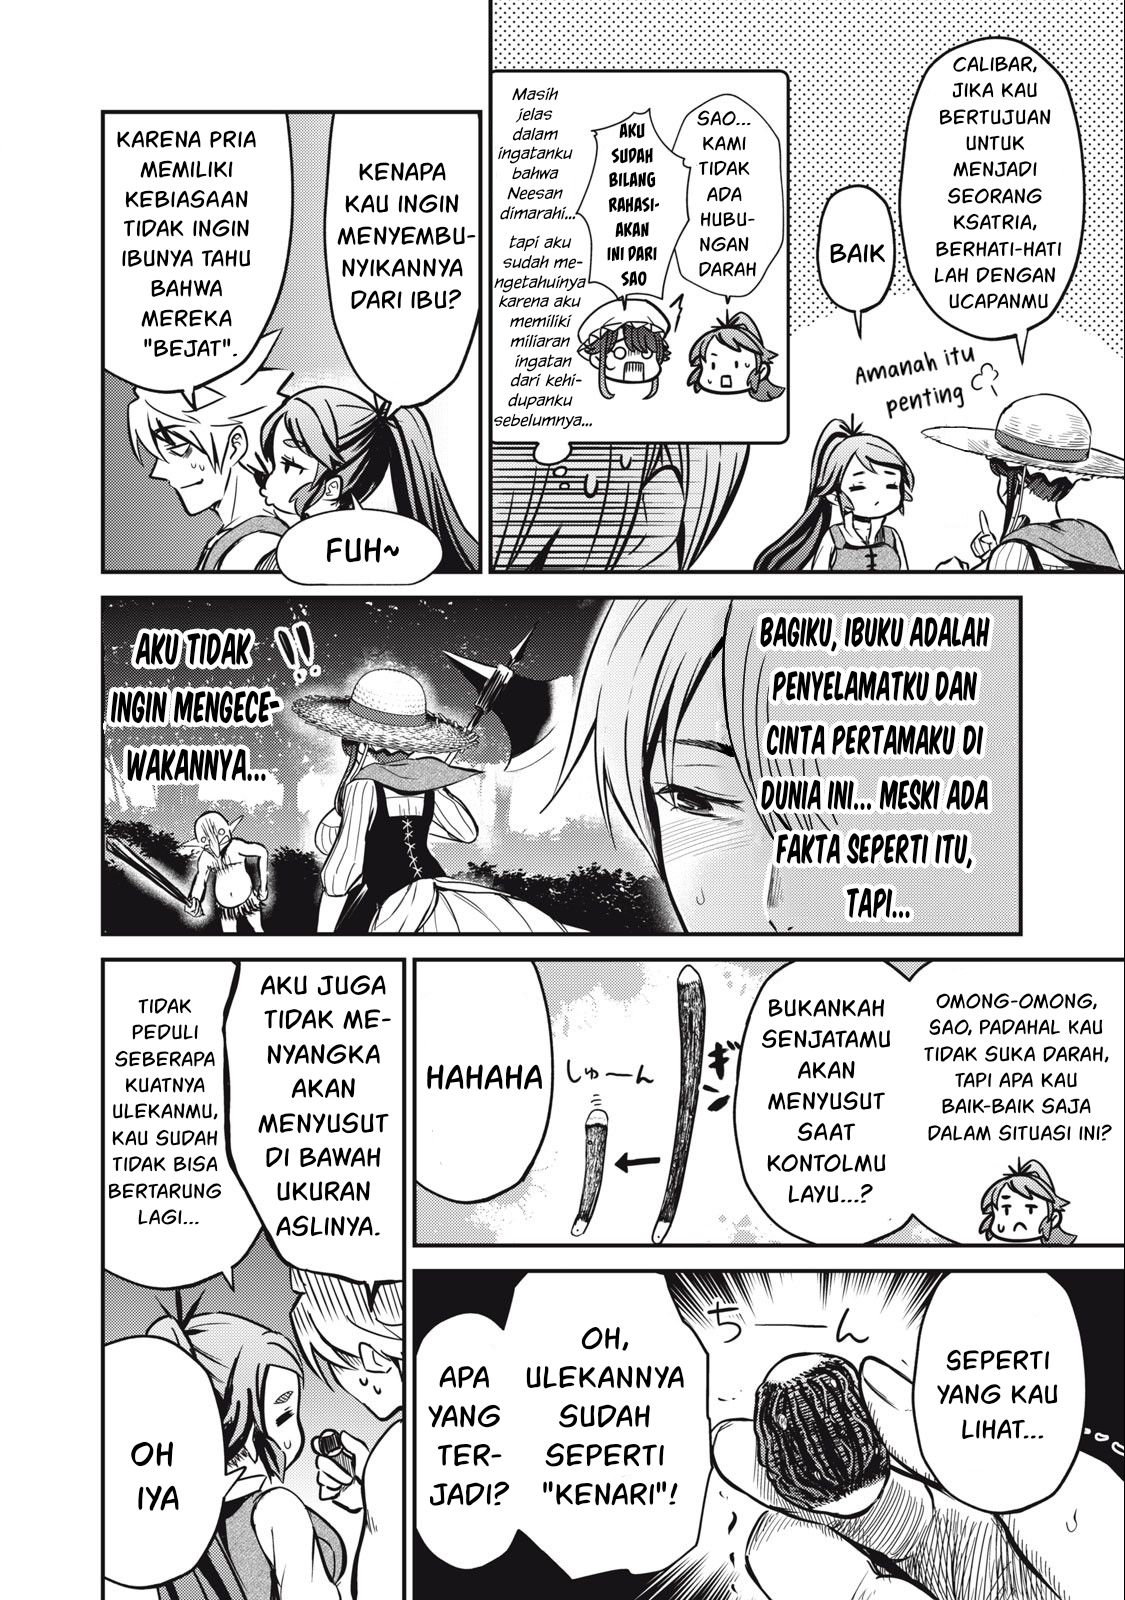 CALIBAR,
JIKA KAU
BERTUJUAN
UNTUK
MENJADI
SEORANG
KSATRIA,
BERHATI-HATI
LAH DENGAN
UCAPANMU
BAIK
Amanah itu
penting
SAO...
KAMI
TIDAK
ADA
HUBU-
NGAN
DARAH
AKU
SUDAH
BILANG
RAHASI-
AKAN
INI DARI
SAO
Masih
jelas
dalam
ingatanku
bahwa
Neesan
dimarahi...
tapi aku
sudah me-
ngetahuinya
karena aku
memiliki
miliaran
ingatan
dari kehi-
dupanku
sebelumnya...
KENAPA
KAU INGIN
MENYEMBU-
NYIKANNYA
DARI IBU?
KARENA PRIA
MEMILIKI
KEBIASAAN
TIDAK INGIN
IBUNYA TAHU
BAHWA
MEREKA
"BEJAT".
FUH~
BAGIKU, IBUKU ADALAH
PENYELAMATKU DAN
CINTA PERTAMAKU DI
DUNIA INI... MESKI ADA
FAKTA SEPERTI ITU,
TAPI...
!!
AKU TIDAK
INGIN MENGECE-
WAKANNYA...
OMONG-OMONG,
SAO, PADAHAL KAU
TIDAK SUKA DARAH,
TAPI APA KAU
BAIK-BAIK SAJA
DALAM SITUASI INI?
BUKANKAH
SENJATAMU
AKAN
MENYUSUT
SAAT
KONTOLMU
LAYU...?
ギュ
しゅーん
HAHAHA
AKU JUGA
TIDAK ME-
NYANGKA
AKAN
MENYUSUT
DI BAWAH
UKURAN
ASLINYA.
TIDAK
PEDULI
SEBERAPA
KUATNYA
ULEKANMU,
KAU SUDAH
TIDAK BISA
BERTARUNG
LAGI...
OH
IYA
SEPERTI
YANG KAU
LIHAT...
ちーん
OH,
ULEKANNYA
SUDAH
SEPERTI
"KENARI"!
APA
YANG
TER-
JADI?